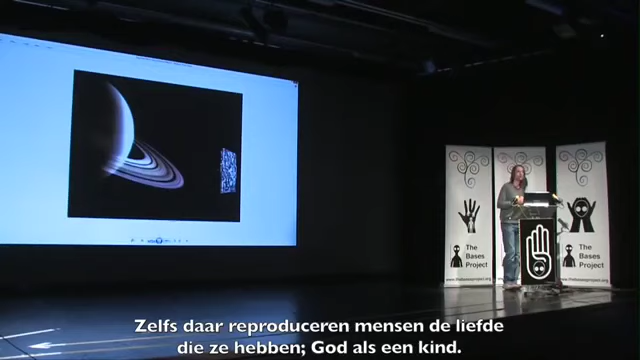 The
Bases
Project
The
Bases
Project
Zelfs daar reproduceren mensen de liefde
die ze hebben; God als een kind.